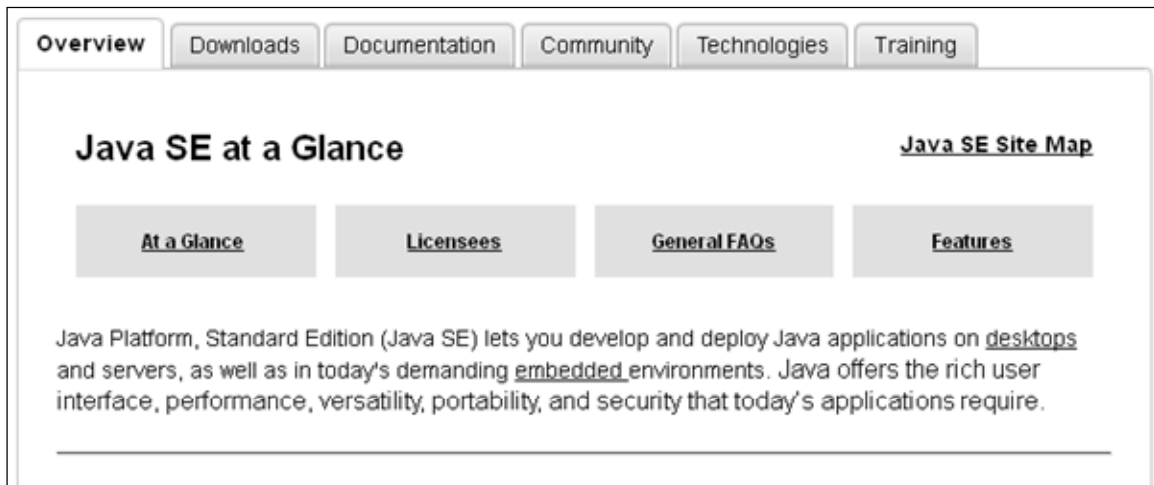 Overview Downloads Documentation Community Technologies Training
Java SE at a Glance Java SE Site Map
At a Glance Licensees General FAQs Features
Java Platform, Standard Edition (Java SE) lets you develop and deploy Java applications on desktops
and servers, as well as in today's demanding embedded environments. Java offers the rich user
interface, performance, versatility, portability, and security that today's applications require.